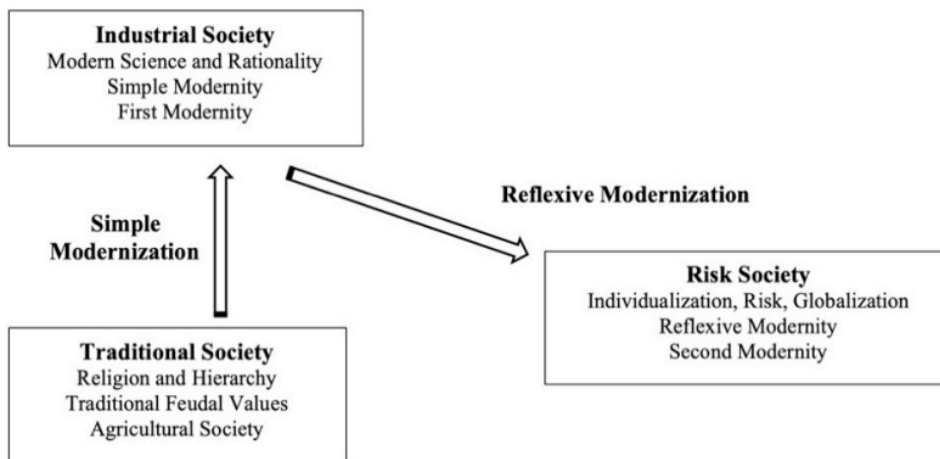 Industrial Society
Modern Science and Rationality
Simple Modernity
First Modernity
Reflexive Modernization
Simple
Modernization
Risk Society
Individualization, Risk, Globalization
Reflexive Modernity
Second Modernity
Traditional Society
Religion and Hierarchy
Traditional Feudal Values
Agricultural Society